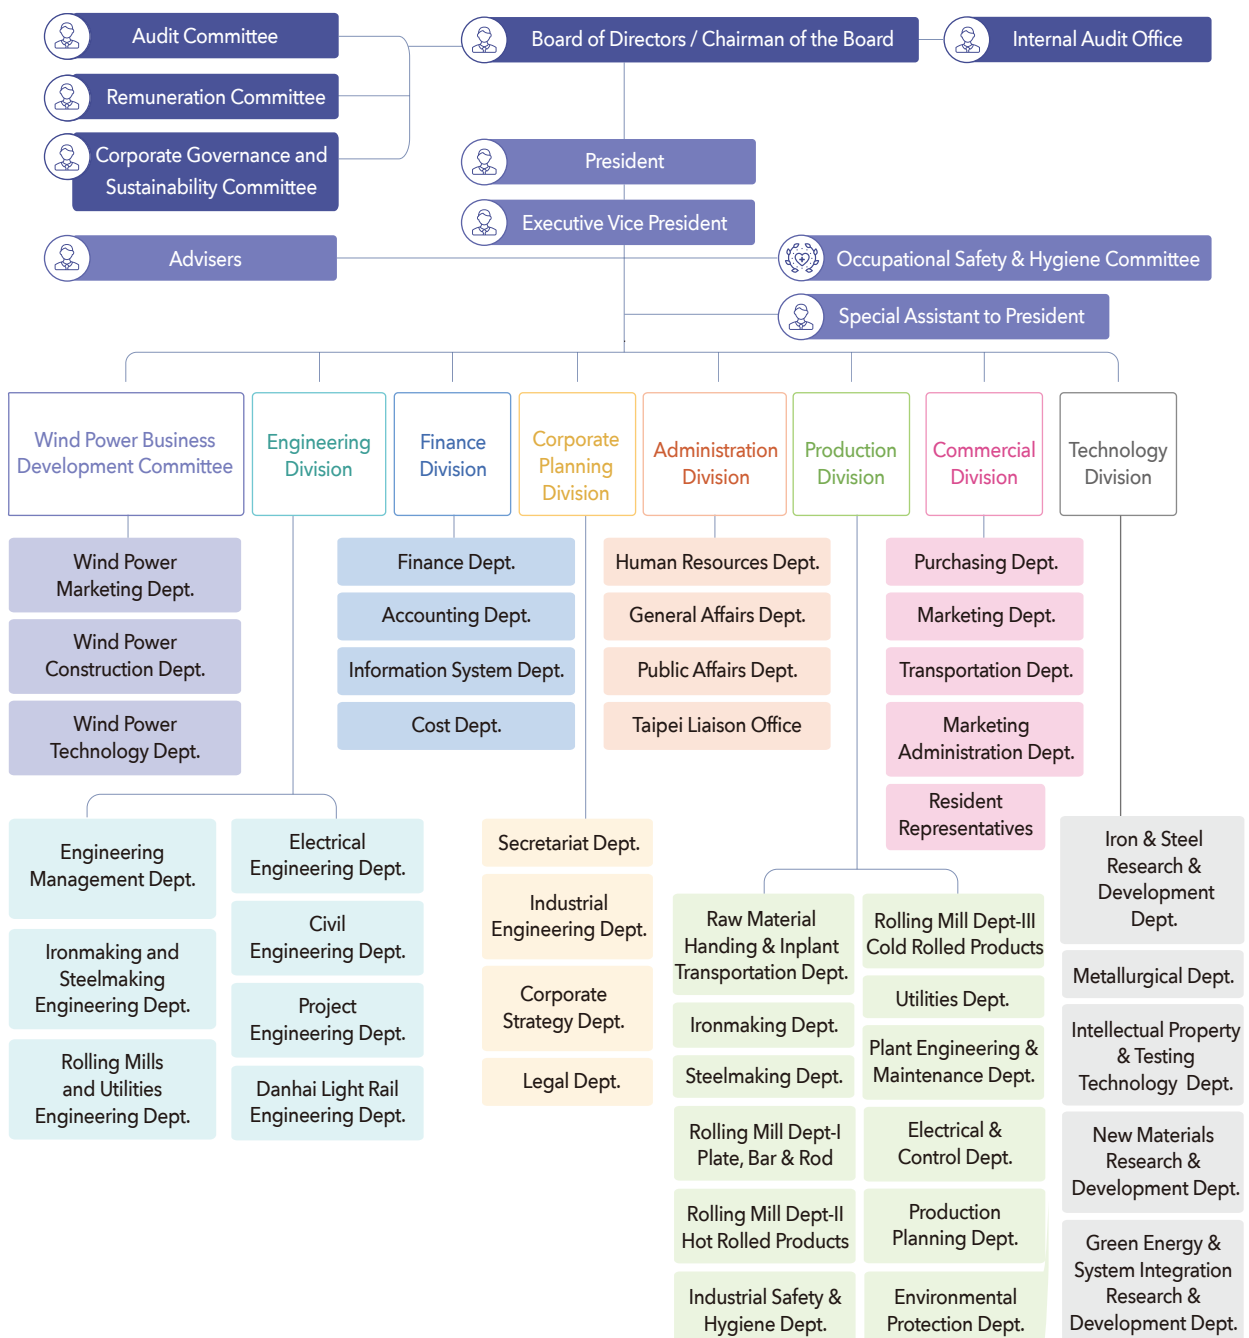 Audit Committee
Board of Directors / Chairman of the Board
Internal Audit Office
Remuneration Committee
Corporate Governance and
Sustainability Committee
President
Executive Vice President
Advisers
Occupational Safety & Hygiene Committee
Special Assistant to President
Wind Power Business
Development Committee
Engineering
Division
Finance
Division
Corporate
Planning
Division
Administration
Division
Production
Division
Commercial
Division
Technology
Division
Wind Power
Marketing Dept.
Wind Power
Construction Dept.
Wind Power
Technology Dept.
Engineering
Management Dept.
Ironmaking and
Steelmaking
Engineering Dept.
Rolling Mills
and Utilities
Engineering Dept.
Electrical
Engineering Dept.
Civil
Engineering Dept.
Project
Engineering Dept.
Danhai Light Rail
Engineering Dept.
Finance Dept.
Accounting Dept.
Information System Dept.
Cost Dept.
Secretariat Dept.
Industrial
Engineering Dept.
Corporate
Strategy Dept.
Legal Dept.
Human Resources Dept.
General Affairs Dept.
Public Affairs Dept.
Taipei Liaison Office
Raw Material
Handing & Inplant
Transportation Dept.
Ironmaking Dept.
Steelmaking Dept.
Rolling Mill Dept-I
Plate, Bar & Rod
Rolling Mill Dept-II
Hot Rolled Products
Industrial Safety &
Hygiene Dept.
Rolling Mill Dept-III
Cold Rolled Products
Utilities Dept.
Plant Engineering &
Maintenance Dept.
Electrical &
Control Dept.
Production
Planning Dept.
Environmental
Protection Dept.
Purchasing Dept.
Marketing Dept.
Transportation Dept.
Marketing
Administration Dept.
Resident
Representatives
Iron & Steel
Research &
Development
Dept.
Metallurgical Dept.
Intellectual Property
& Testing
Technology Dept.
New Materials
Research &
Development Dept.
Green Energy &
System Integration
Research &
Development Dept.